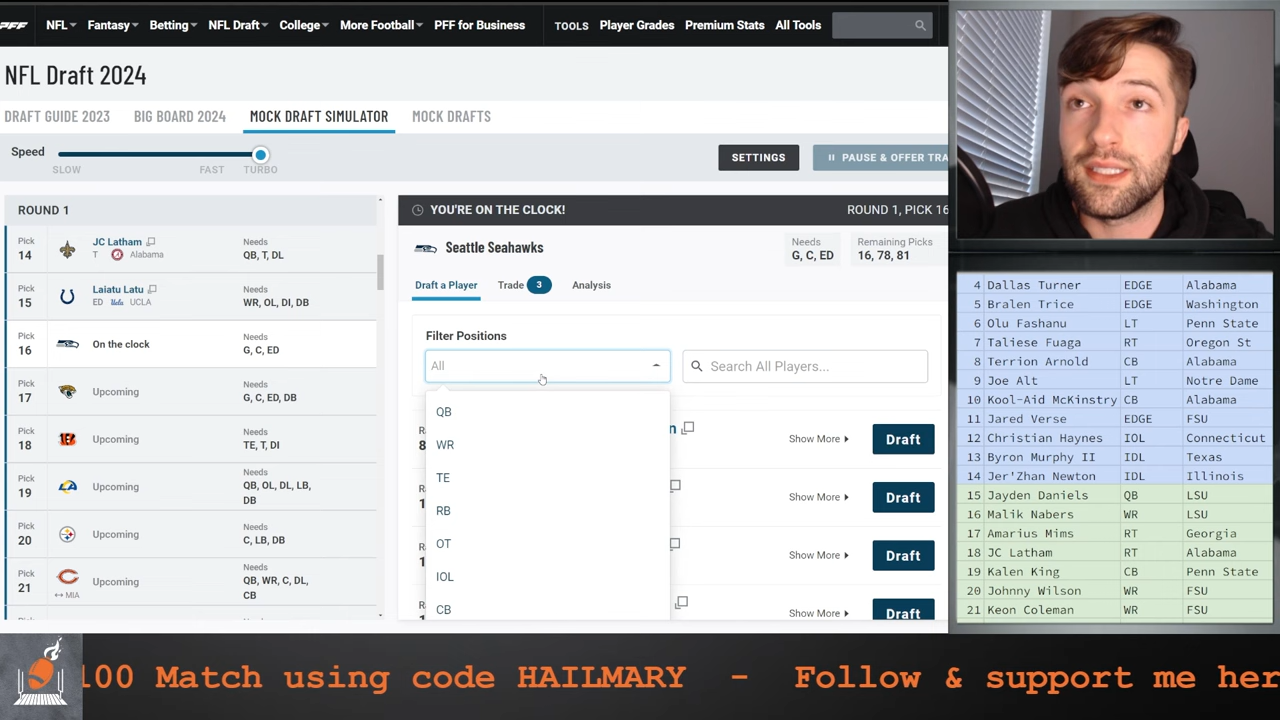 PFF NFL Fantasy Betting NFL Draft College More Football PFF for Business TOOLS Player Grades Premium Stats All Tools
NFL Draft 2024
DRAFT GUIDE 2023 BIG BOARD 2024 MOCK DRAFT SIMULATOR MOCK DRAFTS
Speed
SLOW FAST TURBO
SETTINGS
PAUSE & OFFER TRA
ROUND 1
Pick 14 JC Latham T Alabama Needs QB, T, DL
Pick 15 Laiatu Latu ED UCLA Needs WR, OL, DI, DB
Pick 16 On the clock Needs G, C, ED
Pick 17 Upcoming Needs G, C, ED, DB
Pick 18 Upcoming Needs TE, T, DI
Pick 19 Upcoming Needs QB, OL, DL, LB, DB
Pick 20 Upcoming Needs C, LB, DB
Pick 21 MIA Upcoming Needs QB, WR, C, DL, CB
YOU'RE ON THE CLOCK! ROUND 1, PICK 16
Seattle Seahawks
Needs G, C, ED
Remaining Picks 16, 78, 81
Draft a Player Trade 3 Analysis
Filter Positions
All
Search All Players...
QB
WR
TE
RB
OT
IOL
CB
Show More Draft
Show More Draft
Show More Draft
Show More Draft
4 Dallas Turner EDGE Alabama
5 Bralen Trice EDGE Washington
6 Olu Fashanu LT Penn State
7 Taliese Fuaga RT Oregon St
8 Terrion Arnold CB Alabama
9 Joe Alt LT Notre Dame
10 Kool-Aid McKinstry CB Alabama
11 Jared Verse EDGE FSU
12 Christian Haynes IOL Connecticut
13 Byron Murphy II IDL Texas
14 Jer'Zhan Newton IDL Illinois
15 Jayden Daniels QB LSU
16 Malik Nabers WR LSU
17 Amarius Mims RT Georgia
18 JC Latham RT Alabama
19 Kalen King CB Penn State
20 Johnny Wilson WR FSU
21 Keon Coleman WR FSU
100 Match using code HAILMARY - Follow & support me her